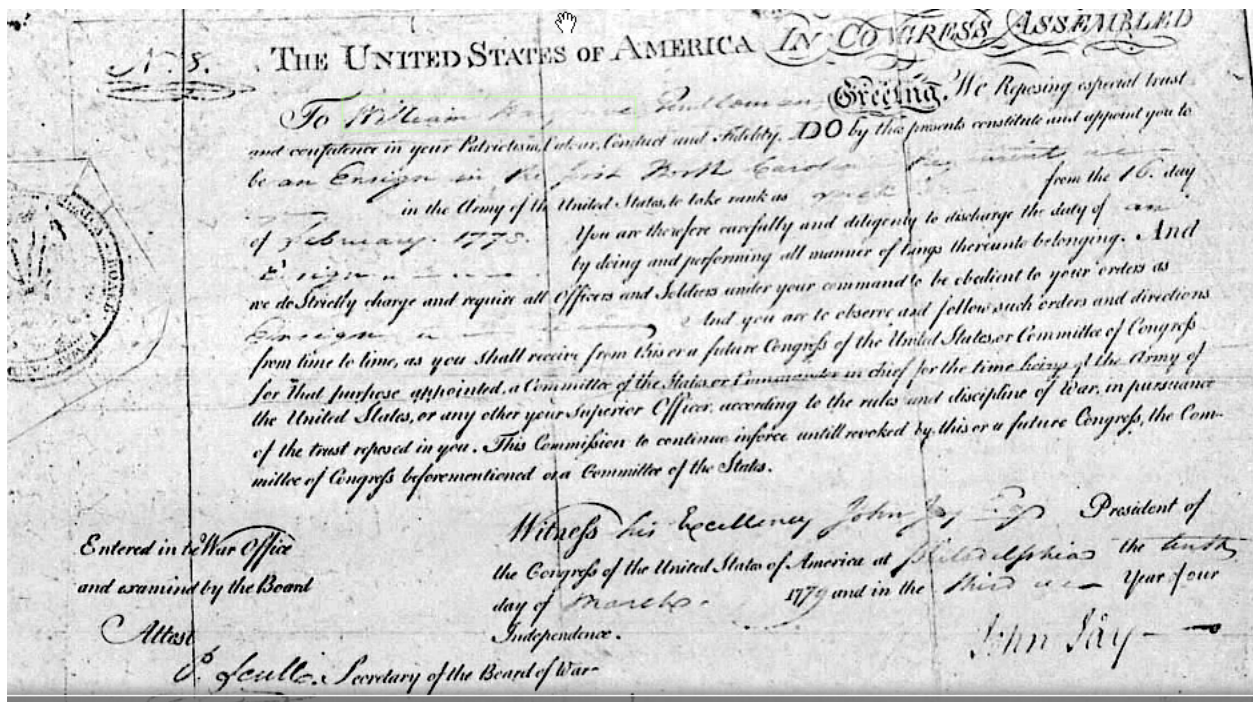 N. 8.
THE UNITED STATES OF AMERICA IN CONGRESS ASSEMBLED
To William Gentleman Greeting. We Reposing especial trust
and confidence in your Patriotism, Valour, Conduct and Fidelity, DO by these presents constitute and appoint you to
be an Ensign in the first North Carolina Regiment
in the Army of the United States, to take rank as such from the 16. day
of February. 1778. You are therefore carefully and diligently to discharge the duty of an
Ensign by doing and performing all manner of things thereunto belonging. And
we do Strictly charge and require all Officers and Soldiers under your command to be obedient to your orders as
Ensign And you are to observe and follow such orders and directions
from time to time, as you shall receive from this or a future Congress of the United States, or Committee of Congress
for that purpose appointed, a Committee of the States, or Commander in chief for the time being of the Army of
the United States, or any other your Superior Officer, according to the rules and discipline of War, in pursuance
of the trust reposed in you. This Commission to continue in force untill revoked by this or a future Congress, the Com-
mittee of Congress beforementioned or a Committee of the States.
Witness his Excellency John Jay Esqr President of
the Congress of the United States of America at Philadelphia the tenth
day of March. 1779 and in the third Year of our
Independence.
Entered in the War Office
and examined by the Board
Attest
P. Scull. Secretary of the Board of War
John Jay